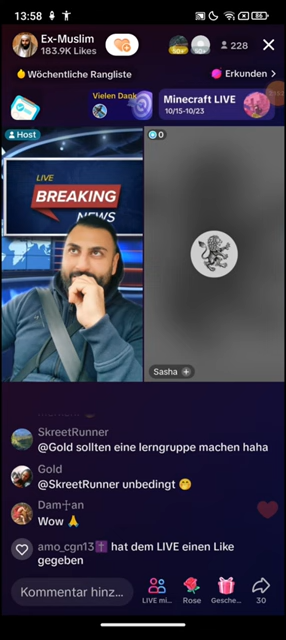 13:58
86
Ex-Muslim
183.9K Likes
228
Wöchentliche Rangliste
Erkunden >
Vielen Dank
Minecraft LIVE
10/15-10/23
Host
0
LIVE
BREAKING
NEWS
Sasha +
SkreetRunner
@Gold sollten eine lerngruppe machen haha
Gold
@SkreetRunner unbedingt 🤭
Dam☥an
Wow 🙏
amo_cgn13✝️ hat dem LIVE einen Like
gegeben
Kommentar hinz...
LIVE mi...
Rose
Gesche...
30